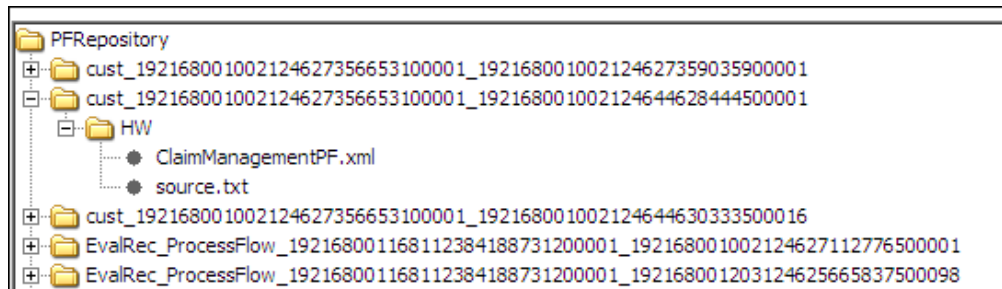 PFRepository
cust_192168001002124627356653100001_192168001002124627359035900001
cust_192168001002124627356653100001_192168001002124644628444500001
HW
ClaimManagementPF.xml
source.txt
cust_192168001002124627356653100001_192168001002124644630333500016
EvalRec_ProcessFlow_192168001168112384188731200001_192168001002124627112776500001
EvalRec_ProcessFlow_192168001168112384188731200001_192168001203124625665837500098